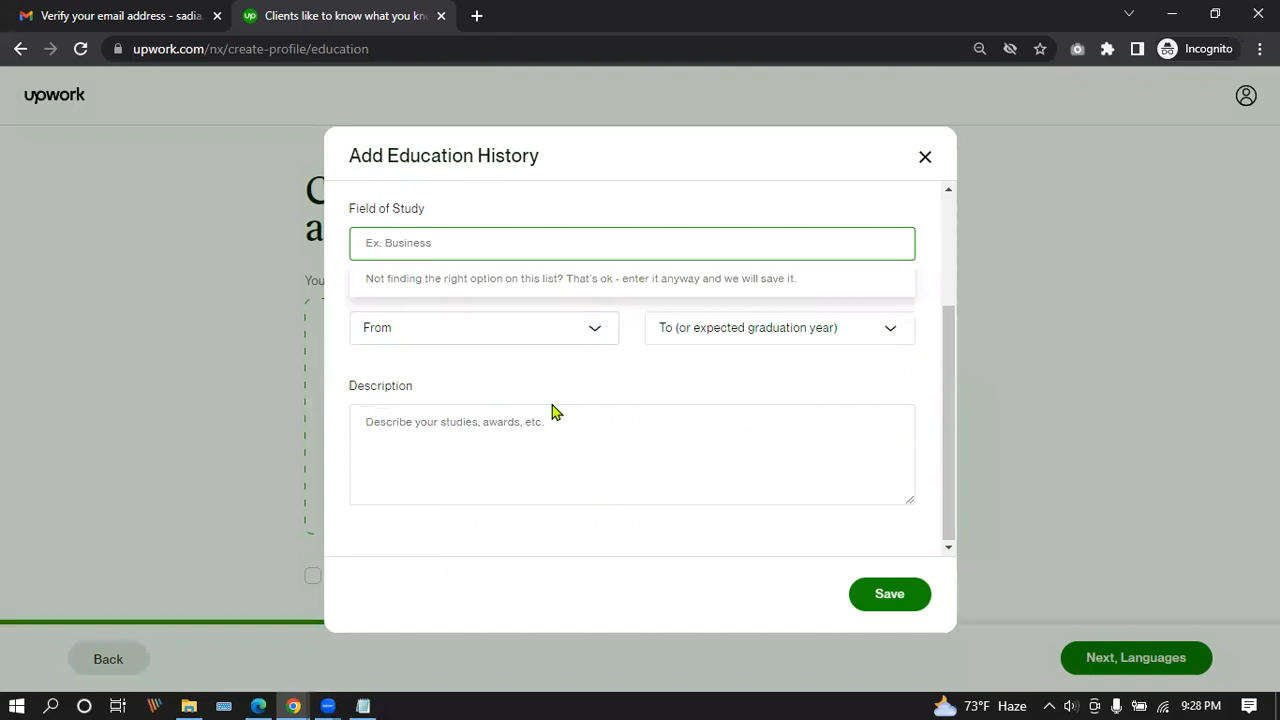 Verify your email address - sadia
Clients like to know what you kno
upwork.com/nx/create-profile/education
Incognito
upwork
Add Education History
C
a
You
Field of Study
Ex: Business
Not finding the right option on this list? That's ok - enter it anyway and we will save it.
From
To (or expected graduation year)
Description
Describe your studies, awards, etc.
Save
Back
Next, Languages
73°F Haze
9:28 PM